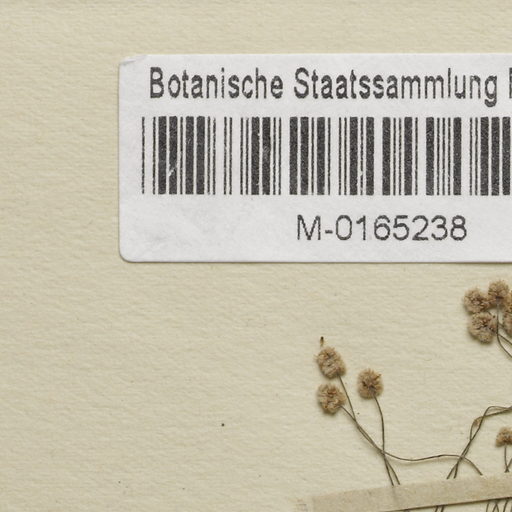 Botanische Staatssammlung
M-0165238